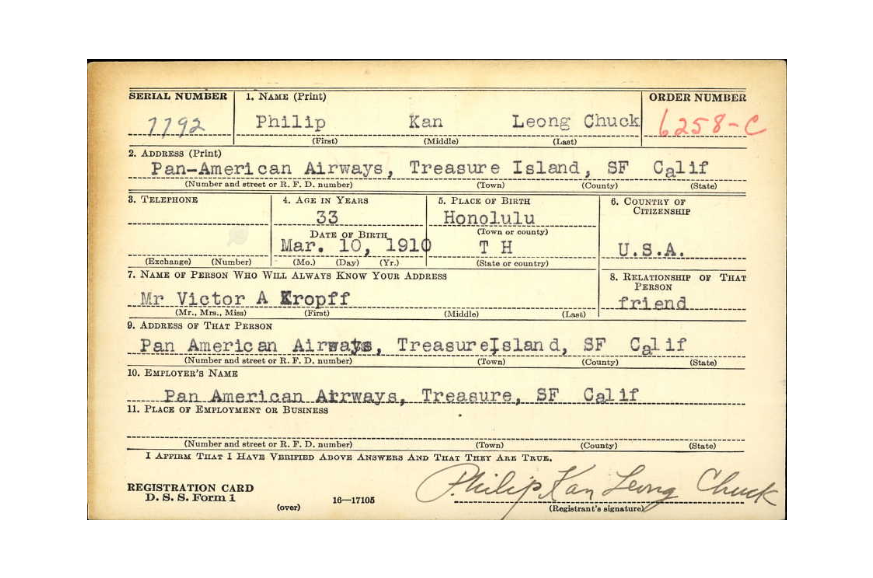 SERIAL NUMBER 1. NAME (Print) ORDER NUMBER
1192 Philip Kan Leong Chuck 6258-C
(First) (Middle) (Last)
2. ADDRESS (Print)
Pan-American Airways, Treasure Island, SF Calif
(Number and street or R. F. D. number) (Town) (County) (State)
3. TELEPHONE 4. AGE IN YEARS 5. PLACE OF BIRTH 6. COUNTRY OF CITIZENSHIP
33 Honolulu
DATE OF BIRTH (Town or county)
Mar. 10, 1910 T H U.S.A.
(Exchange) (Number) (Mo.) (Day) (Yr.) (State or country)
7. NAME OF PERSON WHO WILL ALWAYS KNOW YOUR ADDRESS 8. RELATIONSHIP OF THAT PERSON
Mr Victor A Kropff friend
(Mr., Mrs., Miss) (First) (Middle) (Last)
9. ADDRESS OF THAT PERSON
Pan American Airways, TreasureIsland, SF Calif
(Number and street or R. F. D. number) (Town) (County) (State)
10. EMPLOYER'S NAME
Pan American Airways, Treasure, SF Calif
11. PLACE OF EMPLOYMENT OR BUSINESS
(Number and street or R. F. D. number) (Town) (County) (State)
I AFFIRM THAT I HAVE VERIFIED ABOVE ANSWERS AND THAT THEY ARE TRUE.
REGISTRATION CARD
D. S. S. Form 1 16—17105 Philip Kan Leong Chuck
(over) (Registrant's signature)